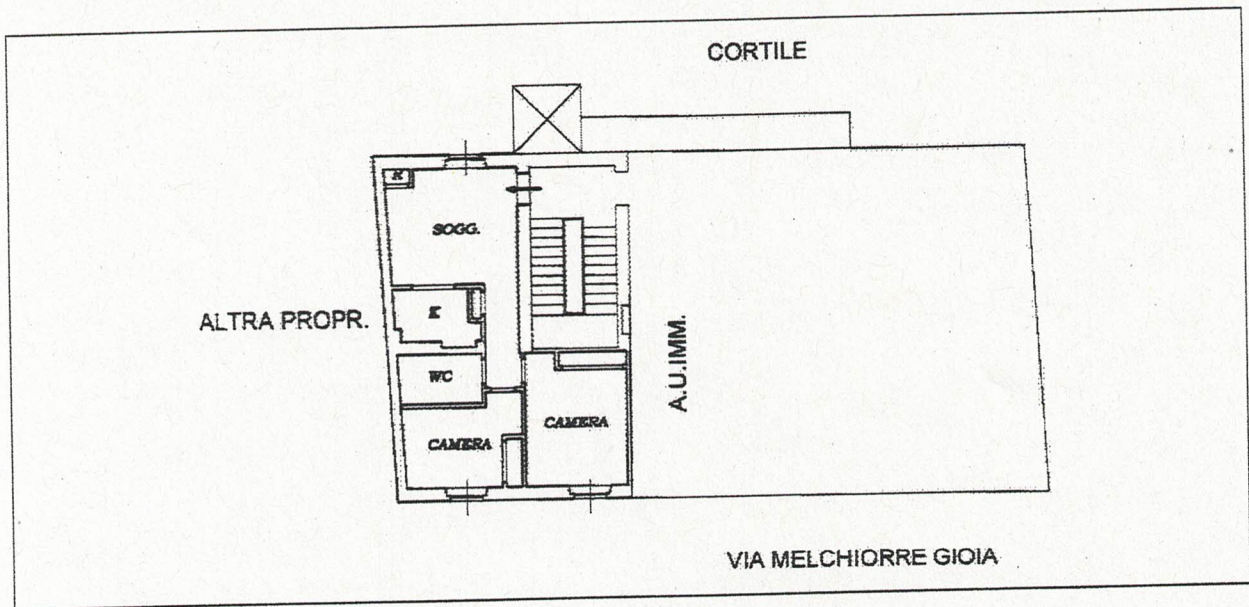 CORTILE
R
SOGG.
ALTRA PROPR.
K
A.U.IMM.
WC
CAMERA
CAMERA
VIA MELCHIORRE GIOIA